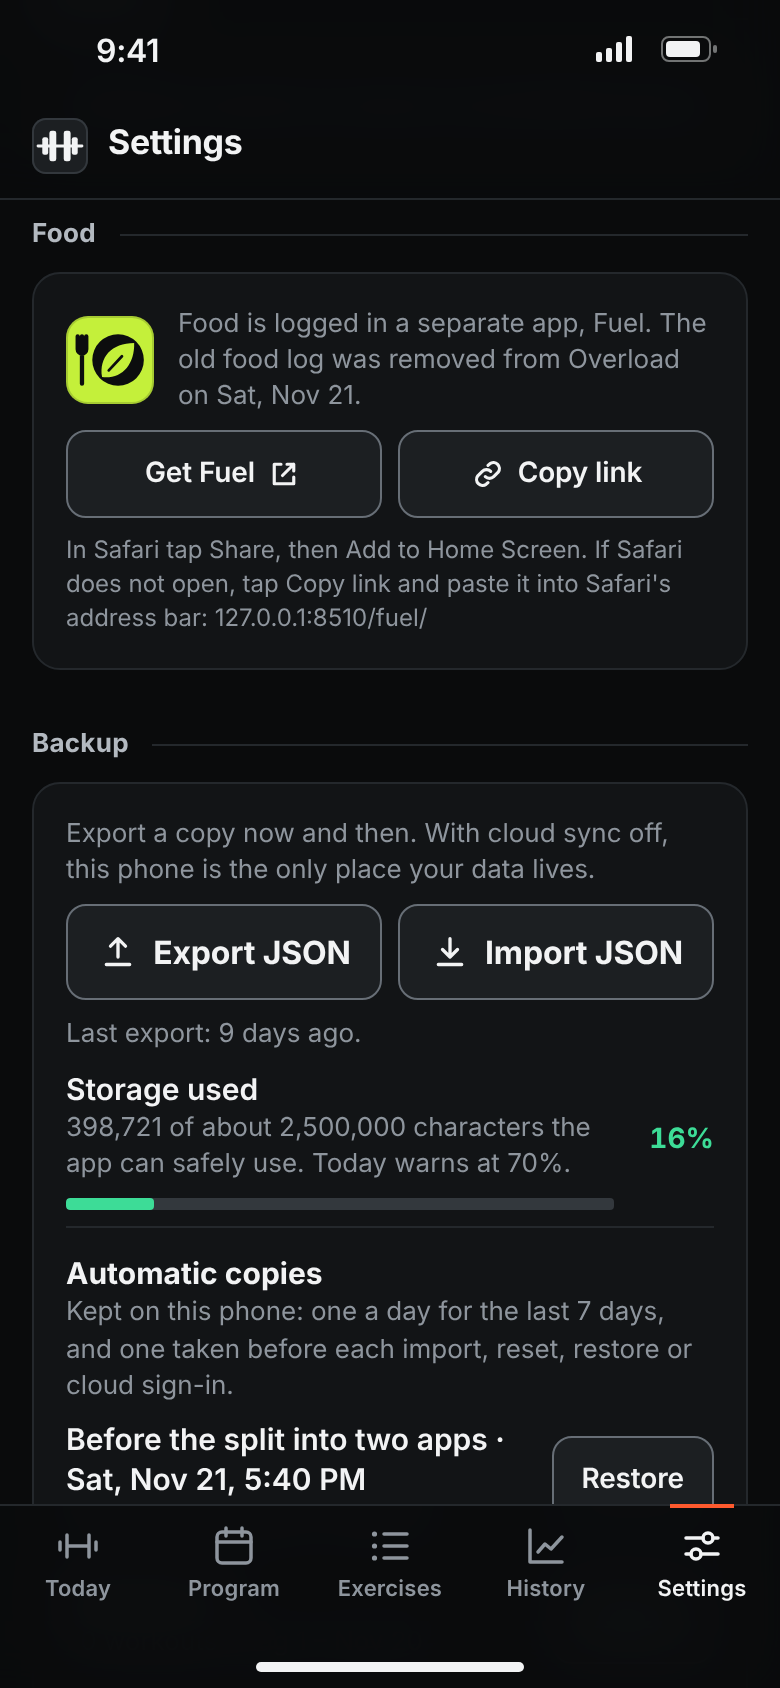 9:41
Settings
Food
Food is logged in a separate app, Fuel. The
old food log was removed from Overload
on Sat, Nov 21.
Get Fuel
Copy link
In Safari tap Share, then Add to Home Screen. If Safari
does not open, tap Copy link and paste it into Safari's
address bar: 127.0.0.1:8510/fuel/
Backup
Export a copy now and then. With cloud sync off,
this phone is the only place your data lives.
Export JSON
Import JSON
Last export: 9 days ago.
Storage used
398,721 of about 2,500,000 characters the
app can safely use. Today warns at 70%.
16%
Automatic copies
Kept on this phone: one a day for the last 7 days,
and one taken before each import, reset, restore or
cloud sign-in.
Before the split into two apps ·
Sat, Nov 21, 5:40 PM
Restore
Today
Program
Exercises
History
Settings